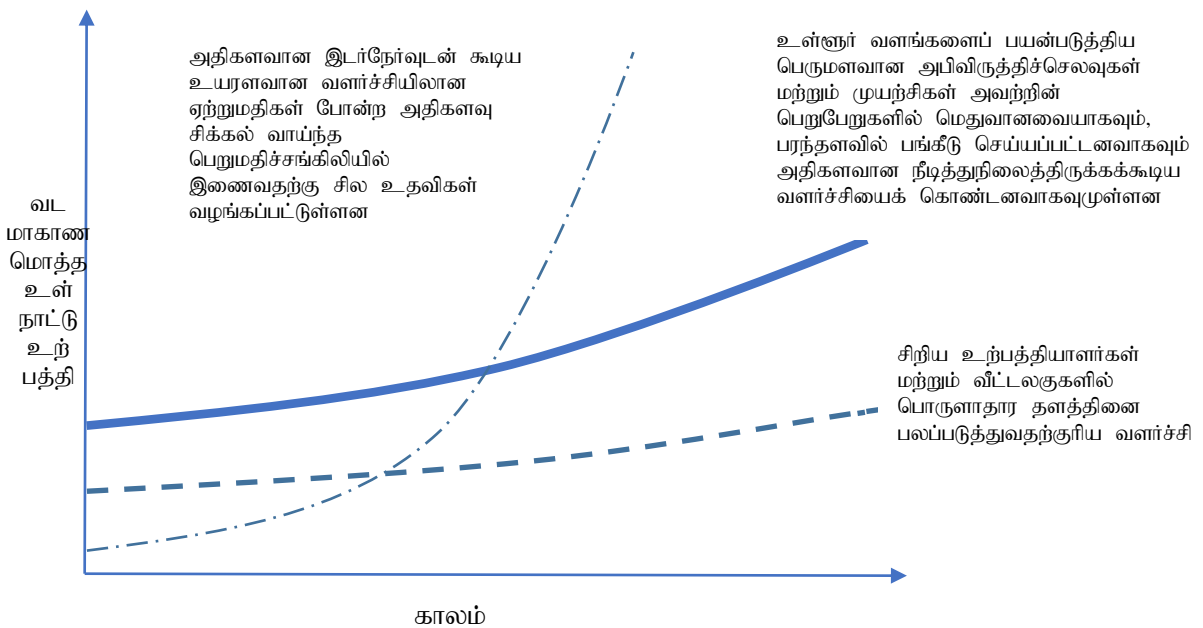 அதிகளவான இடர்நேர்வுடன் கூடிய
உயரளவான வளர்ச்சியிலான
ஏற்றுமதிகள் போன்ற அதிகளவு
சிக்கல் வாய்ந்த
பெறுமதிச்சங்கிலியில்
இணைவதற்கு சில உதவிகள்
வழங்கப்பட்டுள்ளன
உள்ளூர் வளங்களைப் பயன்படுத்திய
பெருமளவான அபிவிருத்திச்செலவுகள்
மற்றும் முயற்சிகள் அவற்றின்
பெறுபேறுகளில் மெதுவானவையாகவும்,
பரந்தளவில் பங்கீடு செய்யப்பட்டனவாகவும்
அதிகளவான நீடித்துநிலைத்திருக்கக்கூடிய
வளர்ச்சியைக் கொண்டனவாகவுமுள்ளன
வட
மாகாண
மொத்த
உள்
நாட்டு
உற்
பத்தி
சிறிய உற்பத்தியாளர்கள்
மற்றும் வீட்டலகுகளில்
பொருளாதார தளத்தினை
பலப்படுத்துவதற்குரிய வளர்ச்சி
காலம்